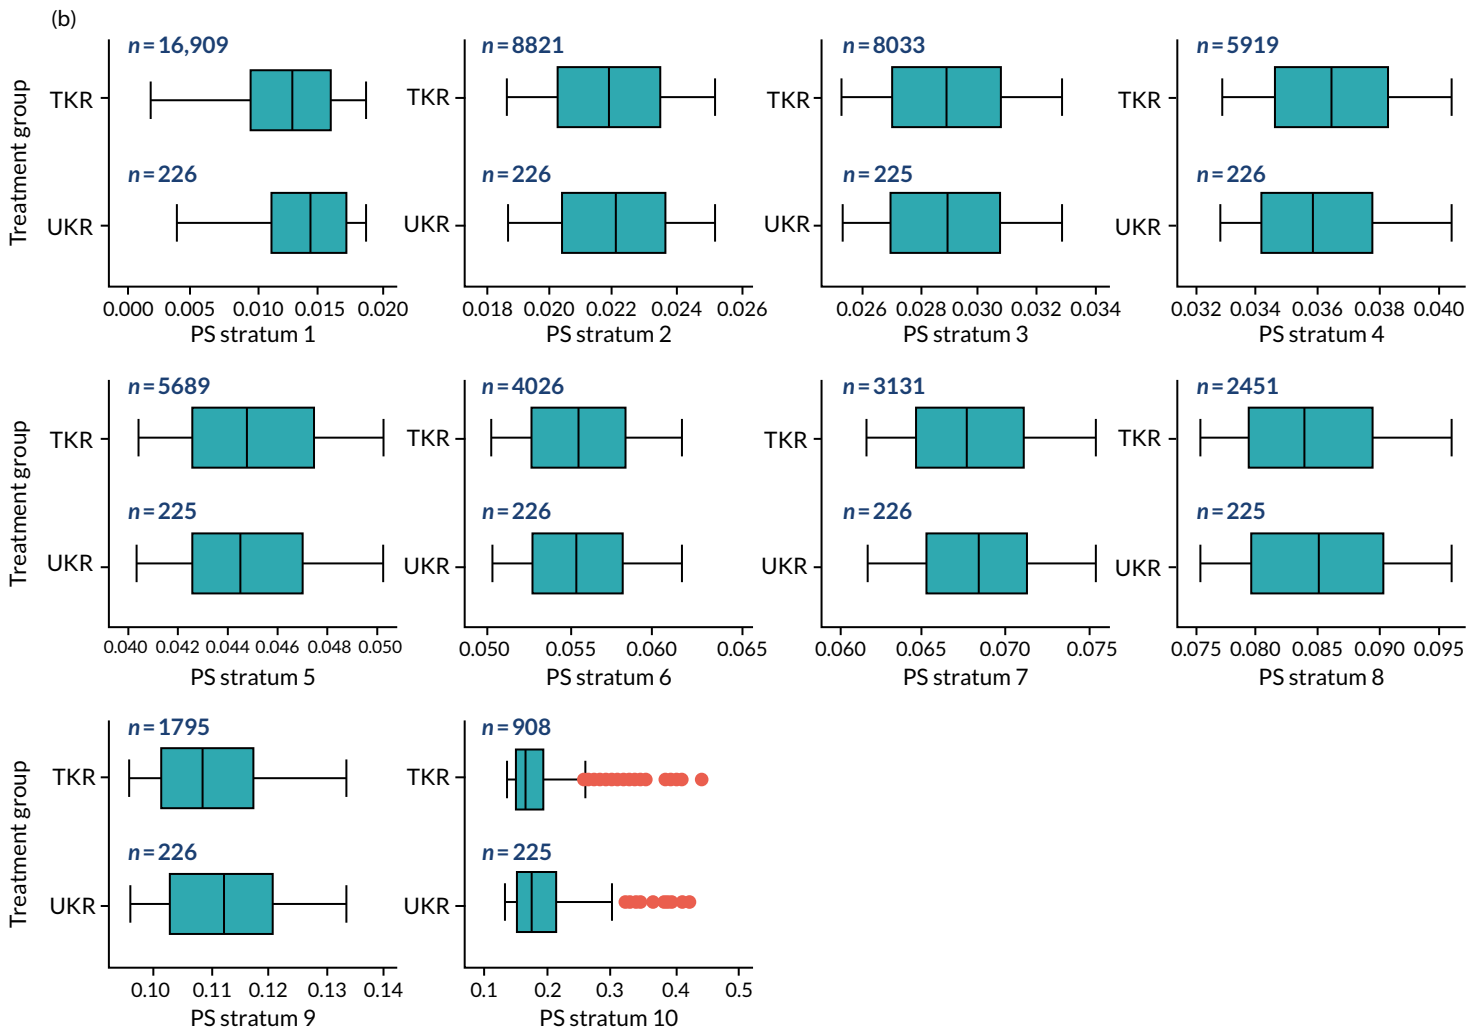 (b)
Treatment group
n=16,909
TKR
n=226
UKR
0.000 0.005 0.010 0.015 0.020
PS stratum 1
n=8821
TKR
n=226
UKR
0.018 0.020 0.022 0.024 0.026
PS stratum 2
n=8033
TKR
n=225
UKR
0.026 0.028 0.030 0.032 0.034
PS stratum 3
n=5919
TKR
n=226
UKR
0.032 0.034 0.036 0.038 0.040
PS stratum 4
Treatment group
n=5689
TKR
n=225
UKR
0.040 0.042 0.044 0.046 0.048 0.050
PS stratum 5
n=4026
TKR
n=226
UKR
0.050 0.055 0.060 0.065
PS stratum 6
n=3131
TKR
n=226
UKR
0.060 0.065 0.070 0.075
PS stratum 7
n=2451
TKR
n=225
UKR
0.075 0.080 0.085 0.090 0.095
PS stratum 8
Treatment group
n=1795
TKR
n=226
UKR
0.10 0.11 0.12 0.13 0.14
PS stratum 9
n=908
TKR
n=225
UKR
0.1 0.2 0.3 0.4 0.5
PS stratum 10